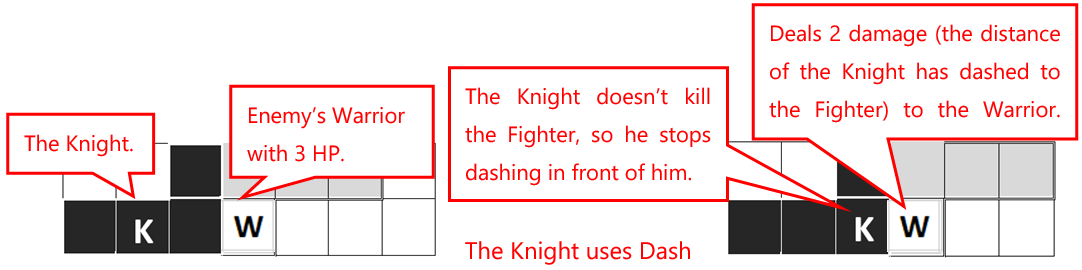 The Knight.
K
W
Enemy's Warrior
with 3 HP.
The Knight doesn't kill
the Fighter, so he stops
dashing in front of him.
The Knight uses Dash
Deals 2 damage (the distance
of the Knight has dashed to
the Fighter) to the Warrior.
K
W